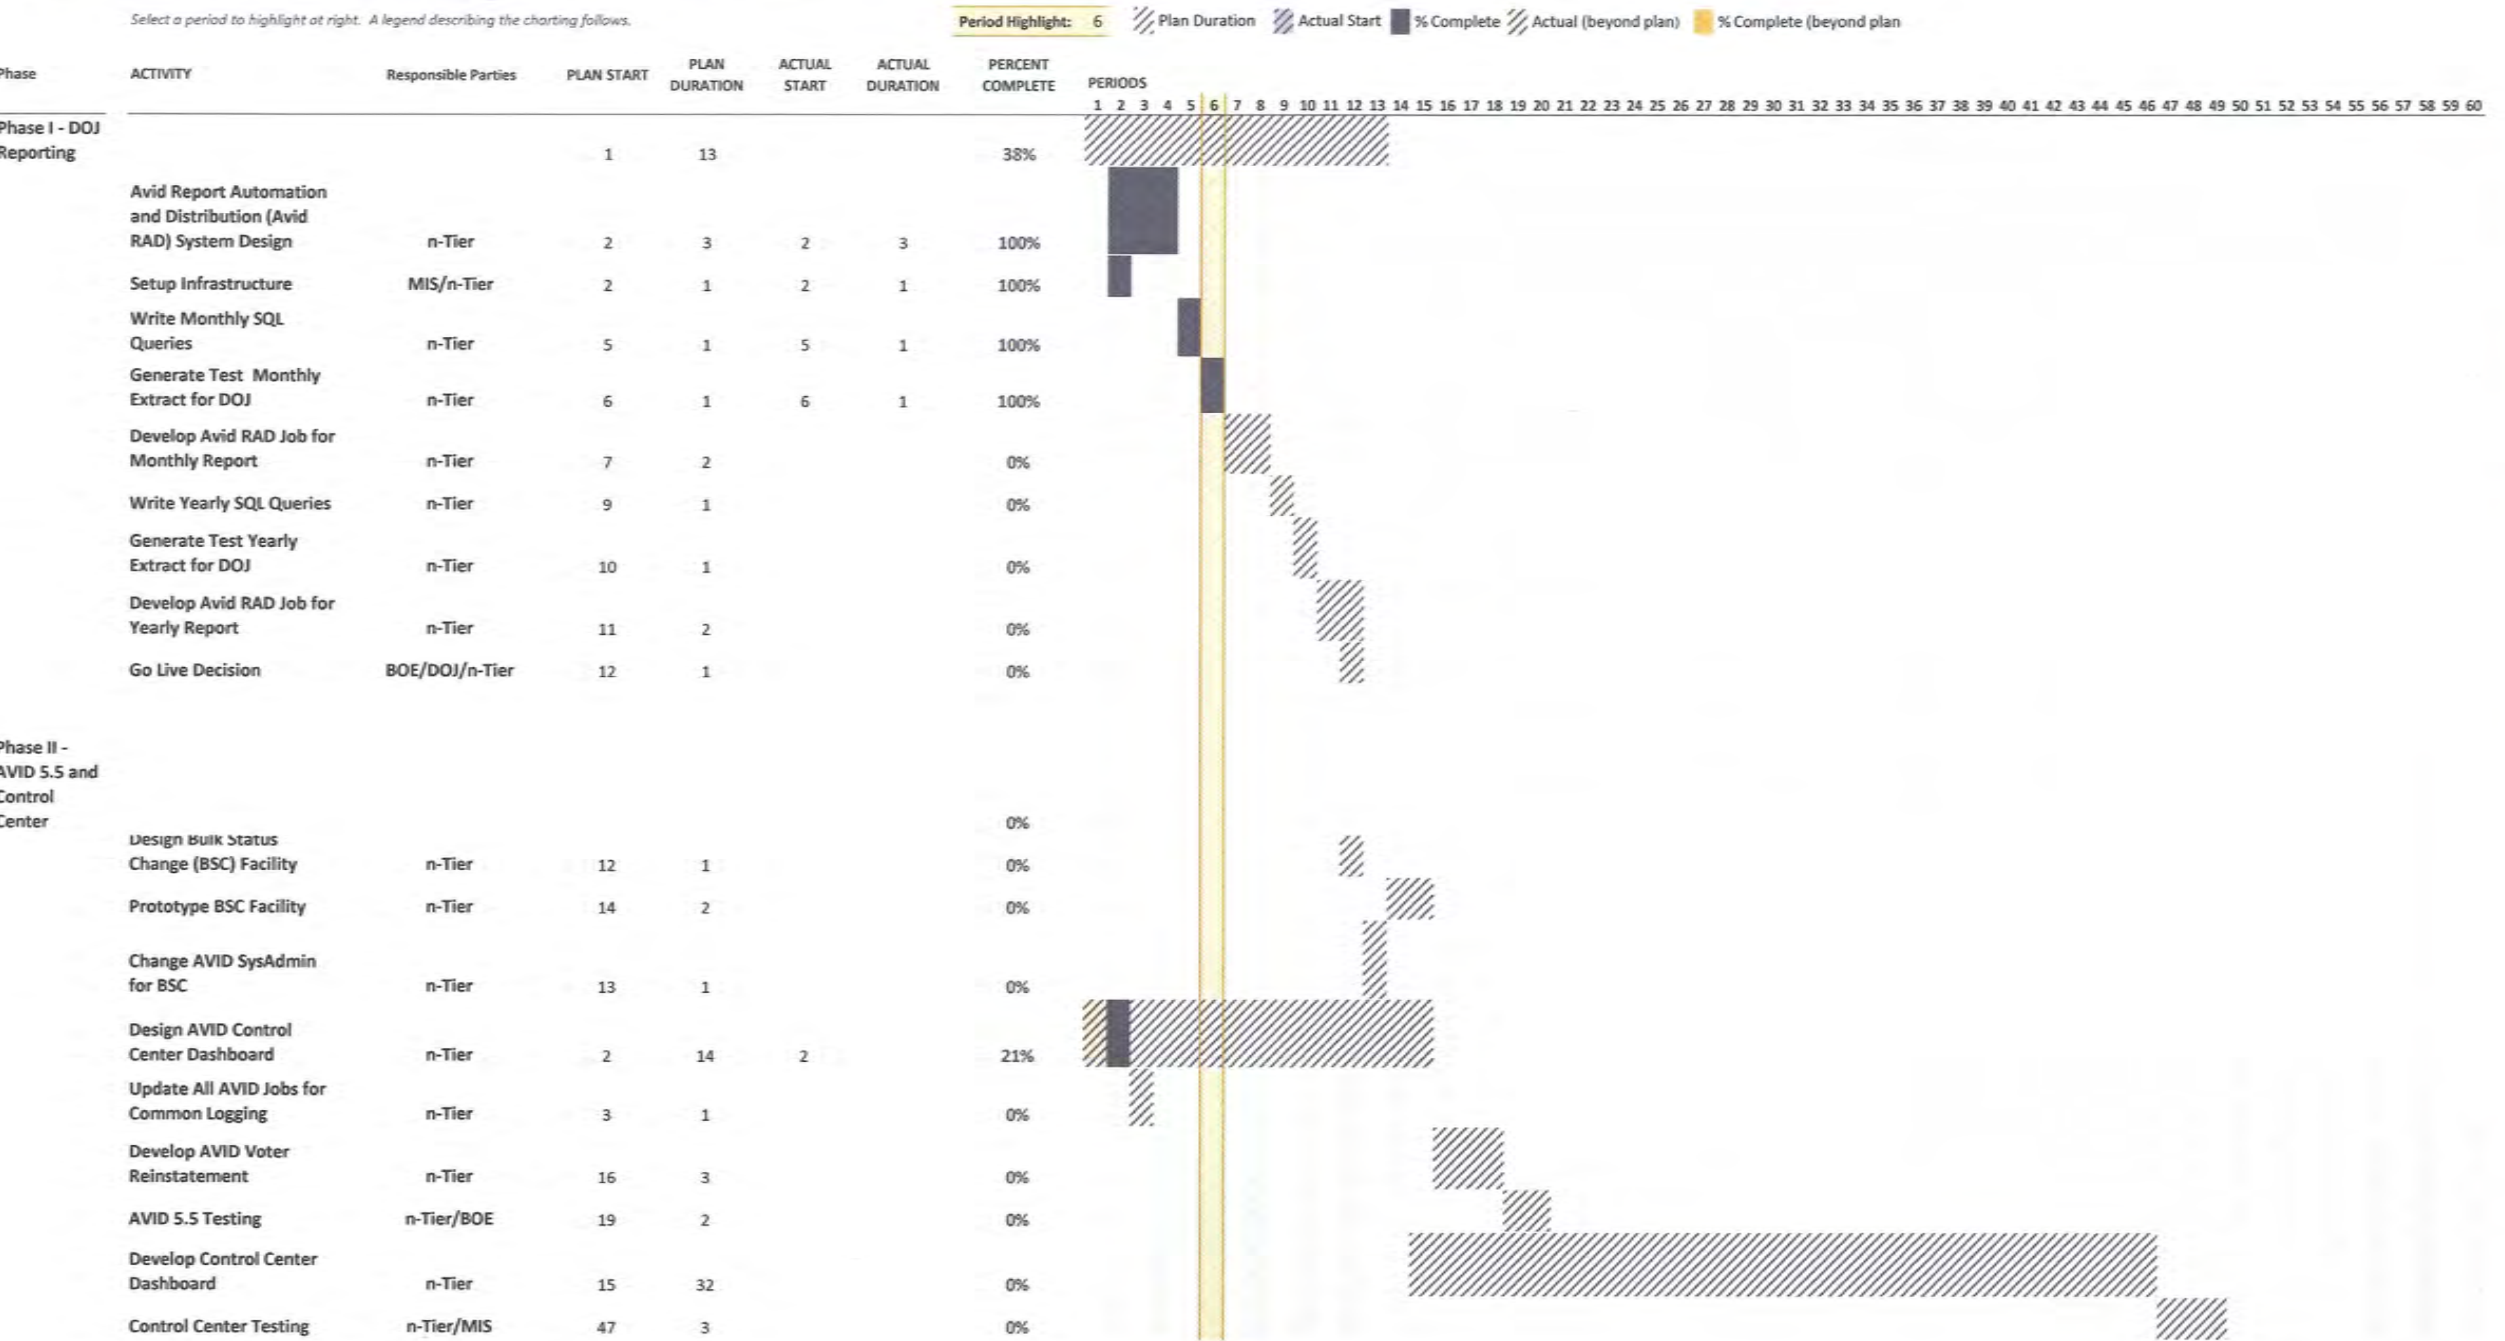 Select a period to highlight at right. A legend describing the charting follows.
Period Highlight: 6 Plan Duration Actual Start % Complete Actual (beyond plan) % Complete (beyond plan
Phase ACTIVITY Responsible Parties PLAN START PLAN DURATION ACTUAL START ACTUAL DURATION PERCENT COMPLETE PERIODS
1 2 3 4 5 6 7 8 9 10 11 12 13 14 15 16 17 18 19 20 21 22 23 24 25 26 27 28 29 30 31 32 33 34 35 36 37 38 39 40 41 42 43 44 45 46 47 48 49 50 51 52 53 54 55 56 57 58 59 60
Phase I - DOJ
Reporting 1 13 38%
Avid Report Automation
and Distribution (Avid
RAD) System Design n-Tier 2 3 2 3 100%
Setup Infrastructure MIS/n-Tier 2 1 2 1 100%
Write Monthly SQL
Queries n-Tier 5 1 5 1 100%
Generate Test Monthly
Extract for DOJ n-Tier 6 1 6 1 100%
Develop Avid RAD Job for
Monthly Report n-Tier 7 2 0%
Write Yearly SQL Queries n-Tier 9 1 0%
Generate Test Yearly
Extract for DOJ n-Tier 10 1 0%
Develop Avid RAD Job for
Yearly Report n-Tier 11 2 0%
Go Live Decision BOE/DOJ/n-Tier 12 1 0%
Phase II -
AVID 5.5 and
Control
Center 0%
Design Bulk Status
Change (BSC) Facility n-Tier 12 1 0%
Prototype BSC Facility n-Tier 14 2 0%
Change AVID SysAdmin
for BSC n-Tier 13 1 0%
Design AVID Control
Center Dashboard n-Tier 2 14 2 21%
Update All AVID Jobs for
Common Logging n-Tier 3 1 0%
Develop AVID Voter
Reinstatement n-Tier 16 3 0%
AVID 5.5 Testing n-Tier/BOE 19 2 0%
Develop Control Center
Dashboard n-Tier 15 32 0%
Control Center Testing n-Tier/MIS 47 3 0%